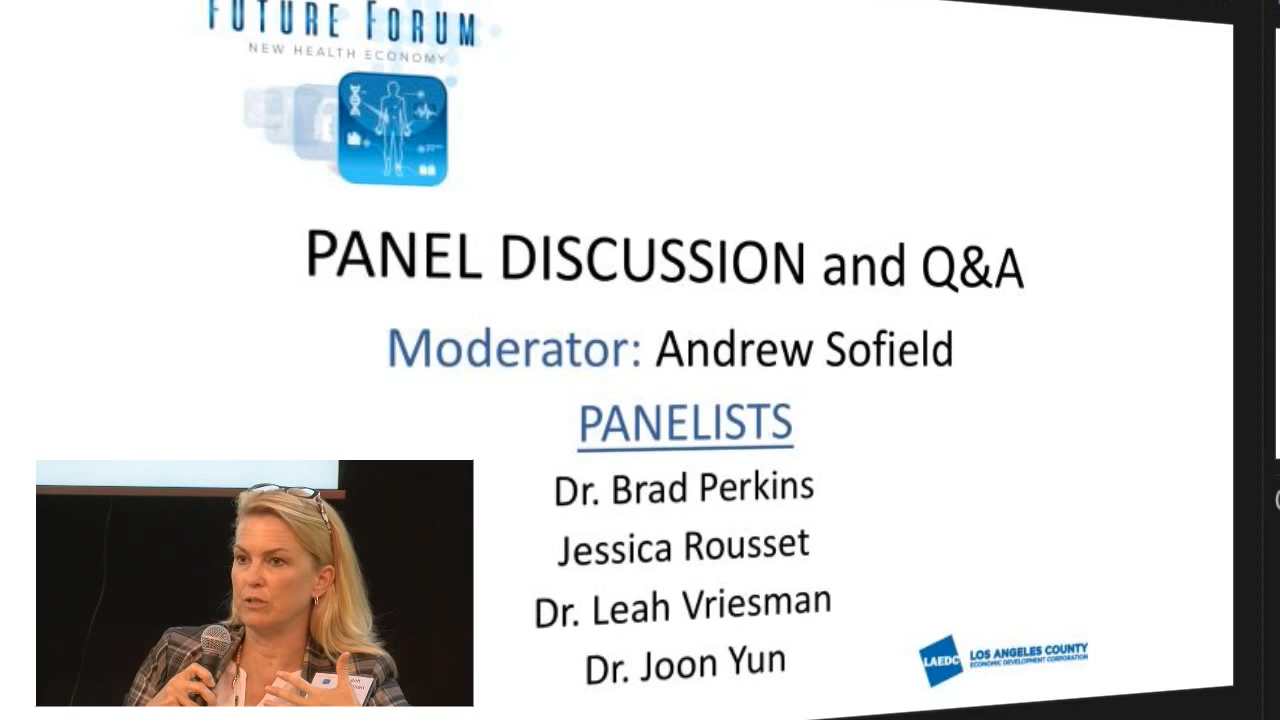 FUTURE FORUM
NEW HEALTH ECONOMY
PANEL DISCUSSION and Q&A
Moderator: Andrew Sofield
PANELISTS
Dr. Brad Perkins
Jessica Rousset
Dr. Leah Vriesman
Dr. Joon Yun
LAEDC LOS ANGELES COUNTY
ECONOMIC DEVELOPMENT CORPORATION